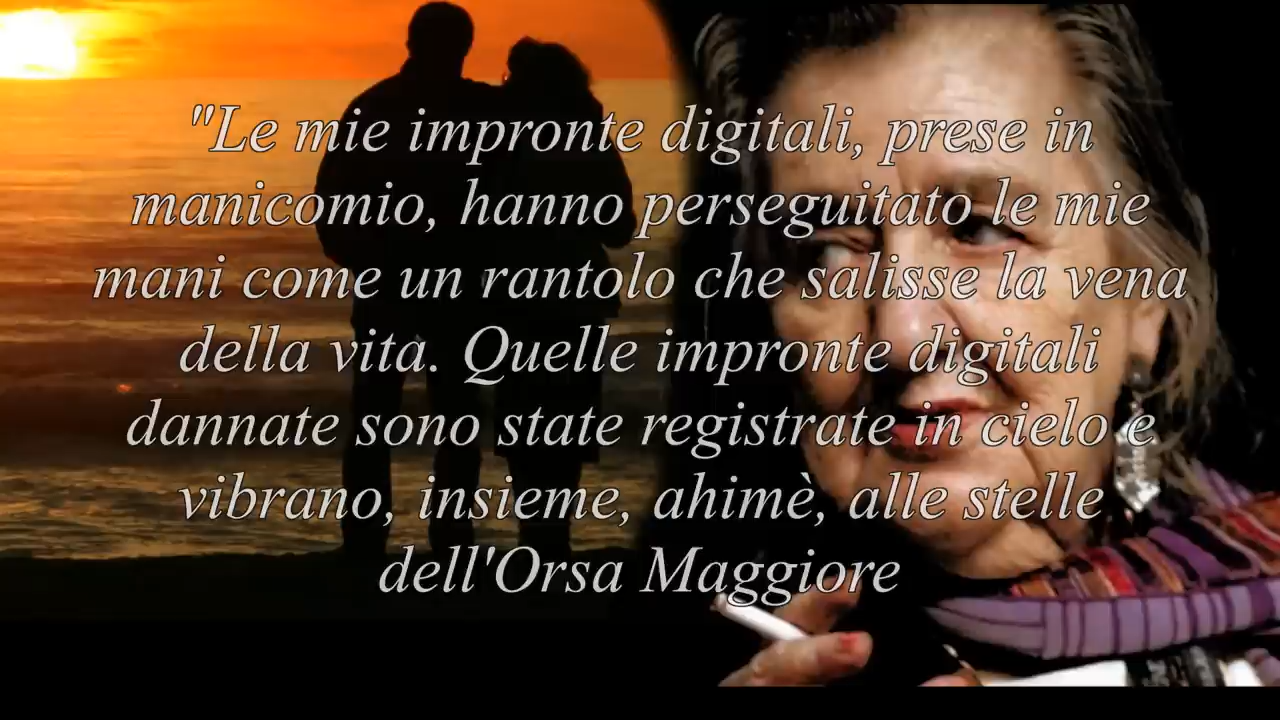 "Le mie impronte digitali, prese in
manicomio, hanno perseguitato le mie
mani come un rantolo che salisse la vena
della vita. Quelle impronte digitali
dannate sono state registrate in cielo e
vibrano, insieme, ahimè, alle stelle
dell'Orsa Maggiore